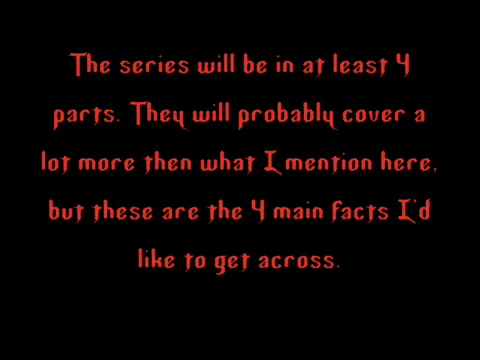 The series will be in at least 4
parts. They will probably cover a
lot more then what I mention here,
but these are the 4 main facts I'd
like to get across.